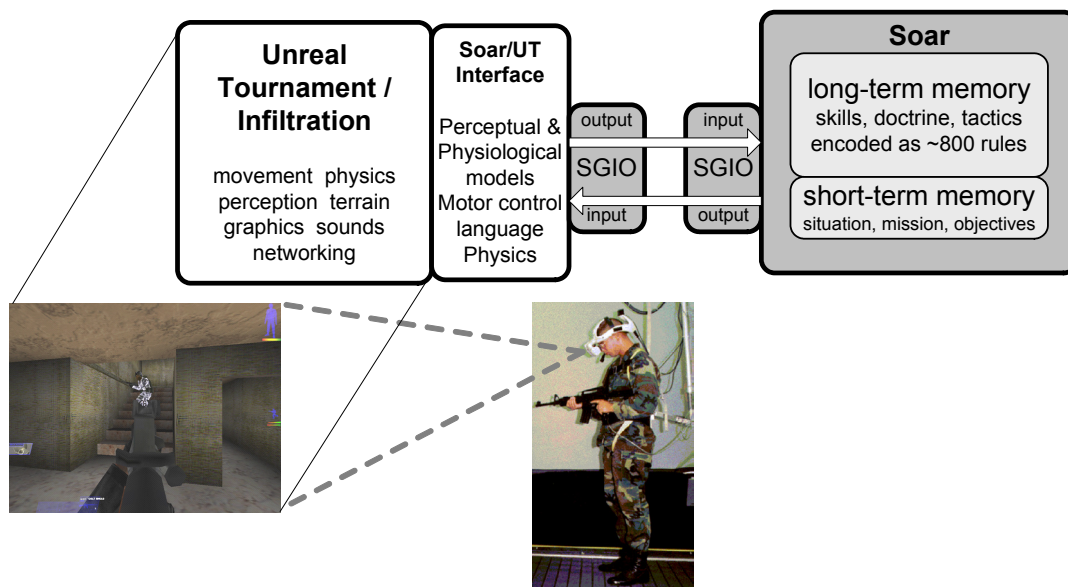 Unreal
Tournament /
Infiltration
movement physics
perception terrain
graphics sounds
networking
Soar/UT
Interface
Perceptual &
Physiological
models
Motor control
language
Physics
output
SGIO
input
input
SGIO
output
Soar
long-term memory
skills, doctrine, tactics
encoded as ~800 rules
short-term memory
situation, mission, objectives